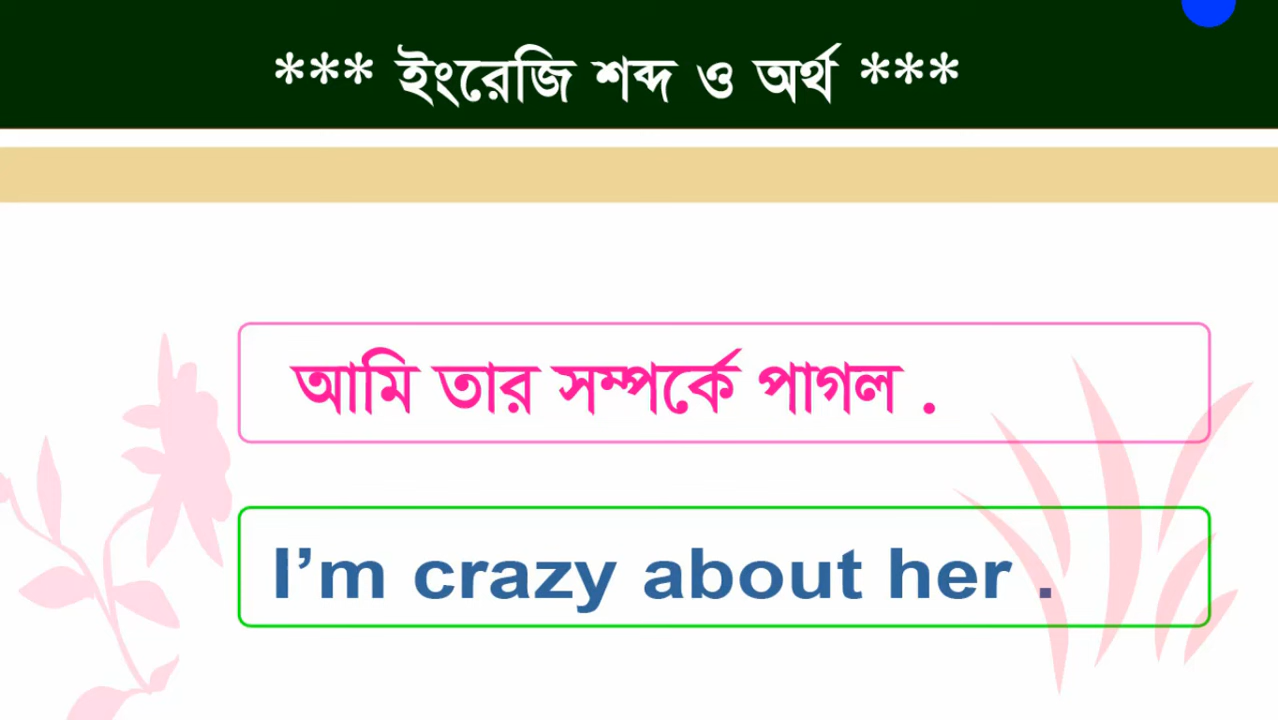 *** ইংরেজি শব্দ ও অর্থ ***
আমি তার সম্পর্কে পাগল .
I’m crazy about her .